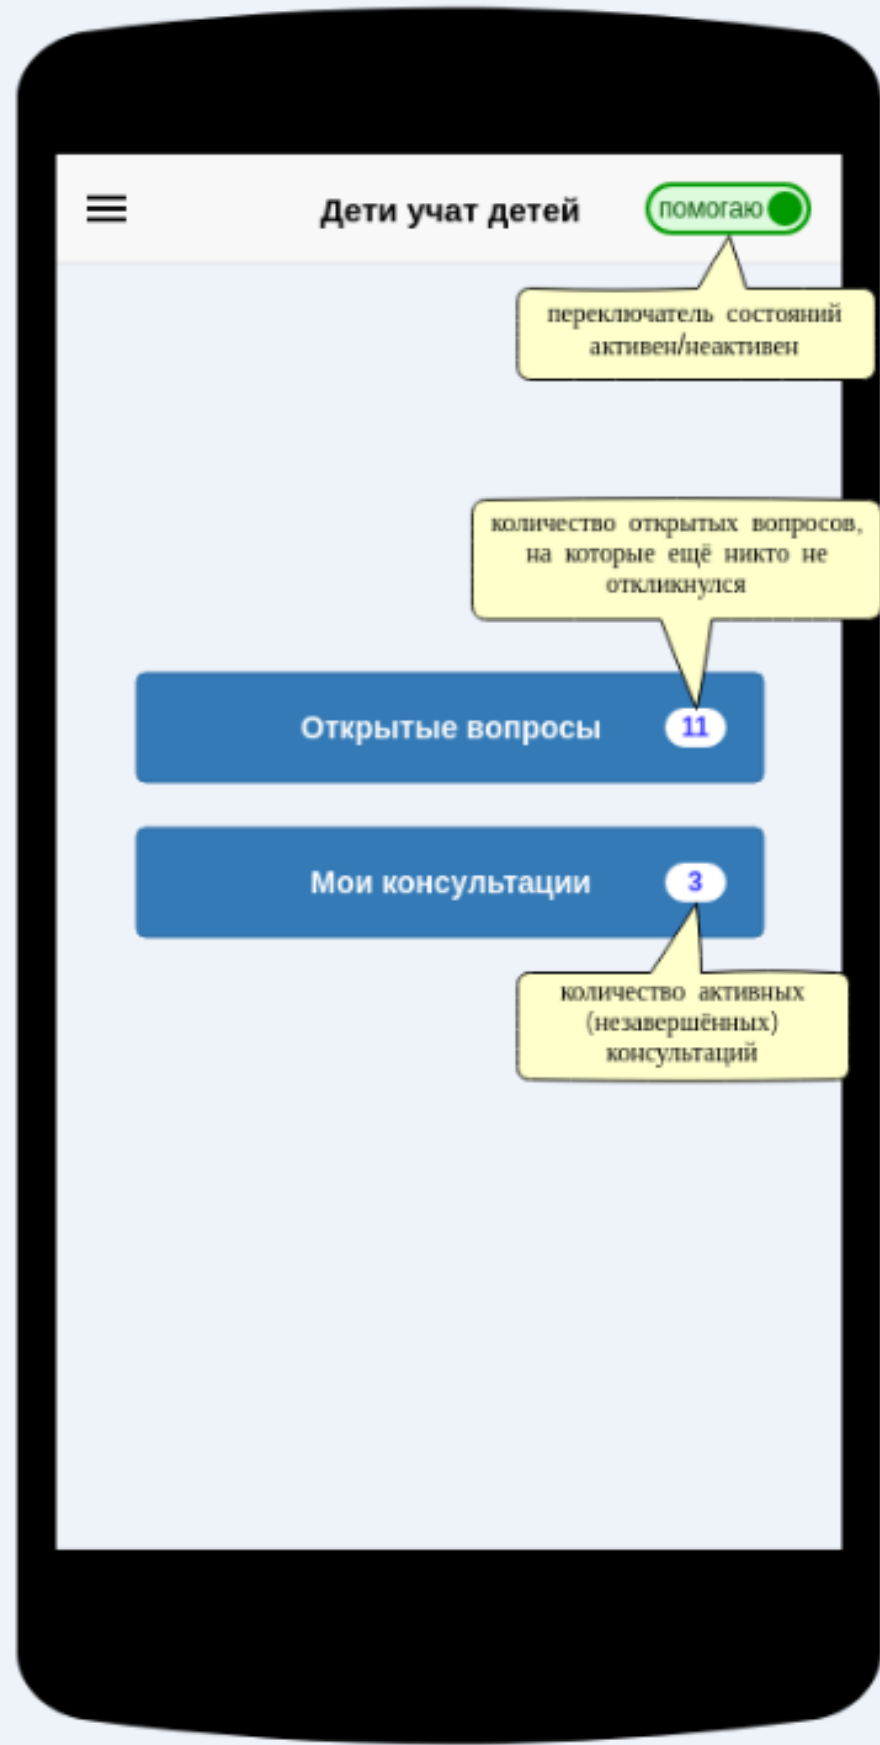 Дети учат детей
помогаю
переключатель состояний
активен/неактивен
количество открытых вопросов,
на которые ещё никто не
откликнулся
Открытые вопросы
11
Мои консультации
3
количество активных
(незавершённых)
консультаций